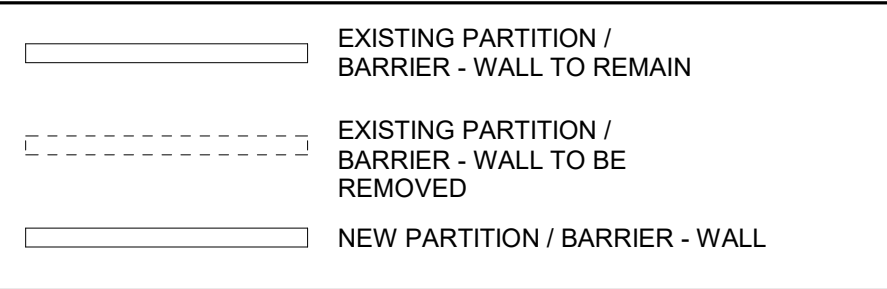 EXISTING PARTITION /
BARRIER - WALL TO REMAIN
EXISTING PARTITION /
BARRIER - WALL TO BE
REMOVED
NEW PARTITION / BARRIER - WALL